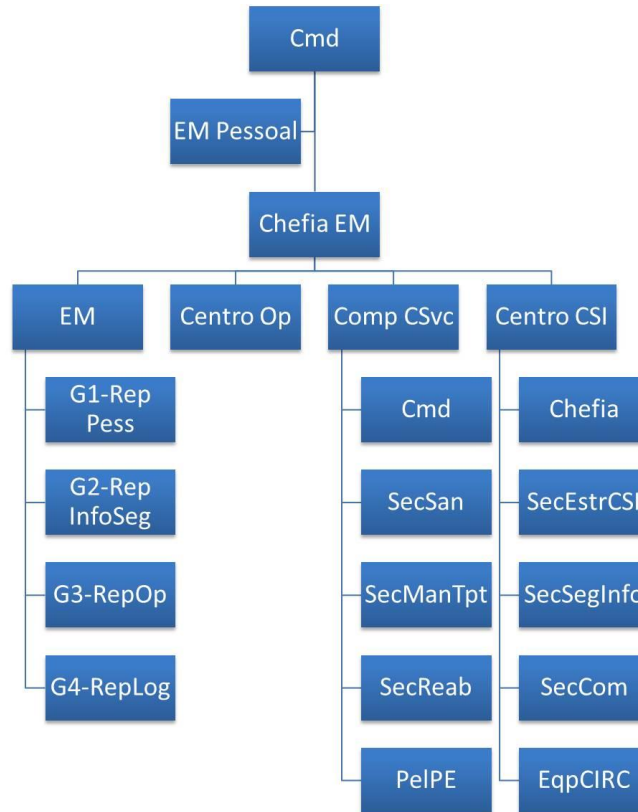 Cmd
EM Pessoal
Chefia EM
EM
Centro Op
Comp CSvc
Centro CSI
G1-Rep
Pess
G2-Rep
InfoSeg
G3-RepOp
G4-RepLog
Cmd
SecSan
SecManTpt
SecReab
PelPE
Chefia
SecEstrCSI
SecSegInfo
SecCom
EqpCIRC